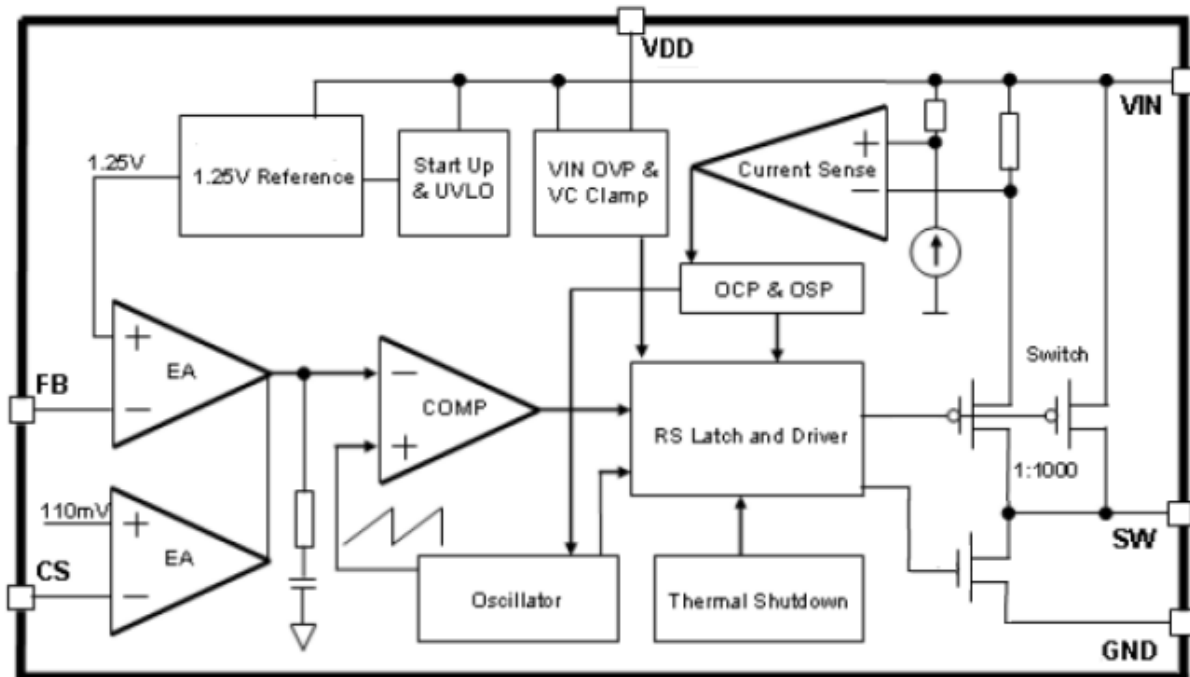 VDD
VIN
1.25V
1.25V Reference
Start Up
& UVLO
VIN OVP &
VC Clamp
+
Current Sense
−
OCP & OSP
Switch
+
EA
−
FB
−
COMP
+
RS Latch and Driver
1:1000
110mV
+
EA
−
CS
Oscillator
Thermal Shutdown
SW
GND